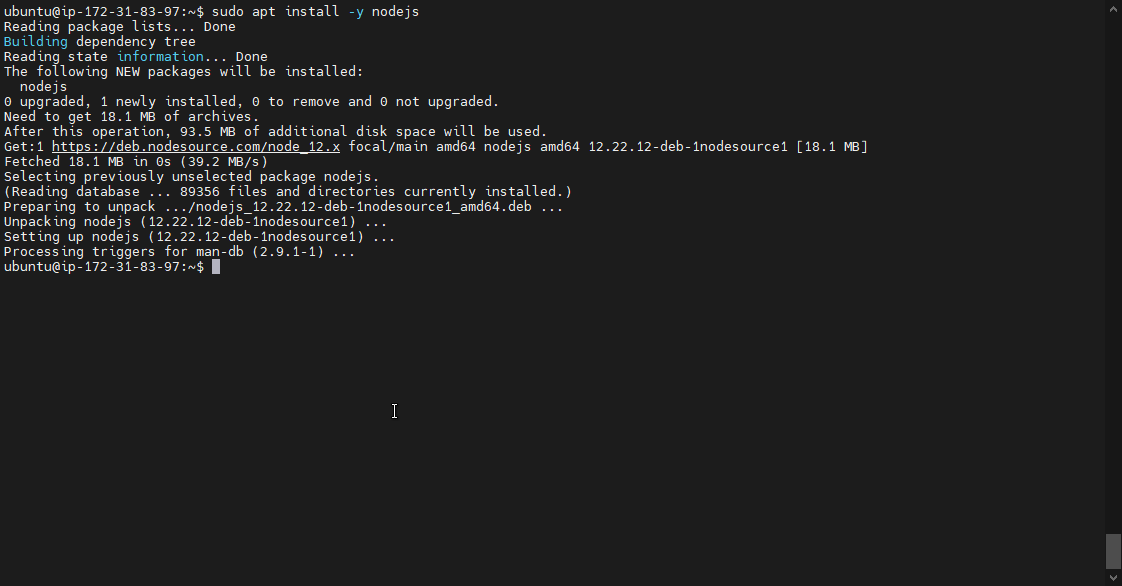 ubuntu@ip-172-31-83-97:~$ sudo apt install -y nodejs
Reading package lists... Done
Building dependency tree
Reading state information... Done
The following NEW packages will be installed:
  nodejs
0 upgraded, 1 newly installed, 0 to remove and 0 not upgraded.
Need to get 18.1 MB of archives.
After this operation, 93.5 MB of additional disk space will be used.
Get:1 https://deb.nodesource.com/node_12.x focal/main amd64 nodejs amd64 12.22.12-deb-1nodesource1 [18.1 MB]
Fetched 18.1 MB in 0s (39.2 MB/s)
Selecting previously unselected package nodejs.
(Reading database ... 89356 files and directories currently installed.)
Preparing to unpack .../nodejs_12.22.12-deb-1nodesource1_amd64.deb ...
Unpacking nodejs (12.22.12-deb-1nodesource1) ...
Setting up nodejs (12.22.12-deb-1nodesource1) ...
Processing triggers for man-db (2.9.1-1) ...
ubuntu@ip-172-31-83-97:~$